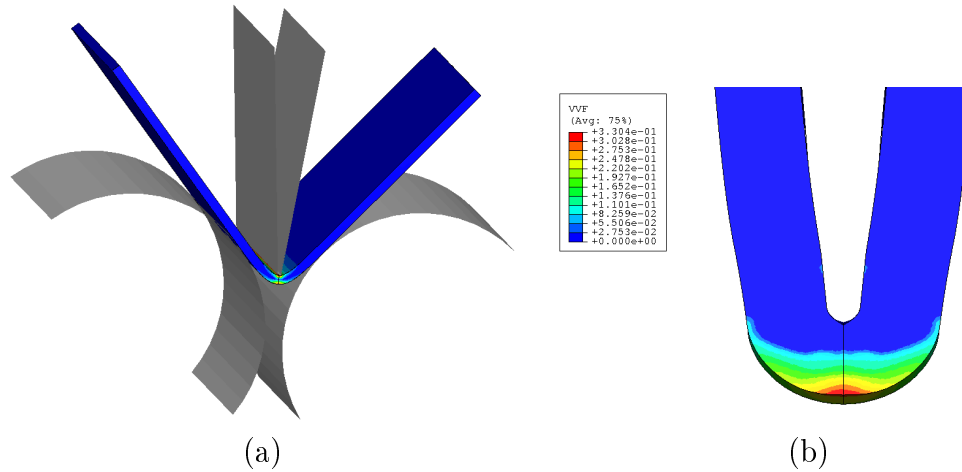 VVF
(Avg: 75%)
+3.304e-01
+3.028e-01
+2.753e-01
+2.478e-01
+2.202e-01
+1.927e-01
+1.652e-01
+1.376e-01
+1.101e-01
+8.259e-02
+5.506e-02
+2.753e-02
+0.000e+00
(a)
(b)